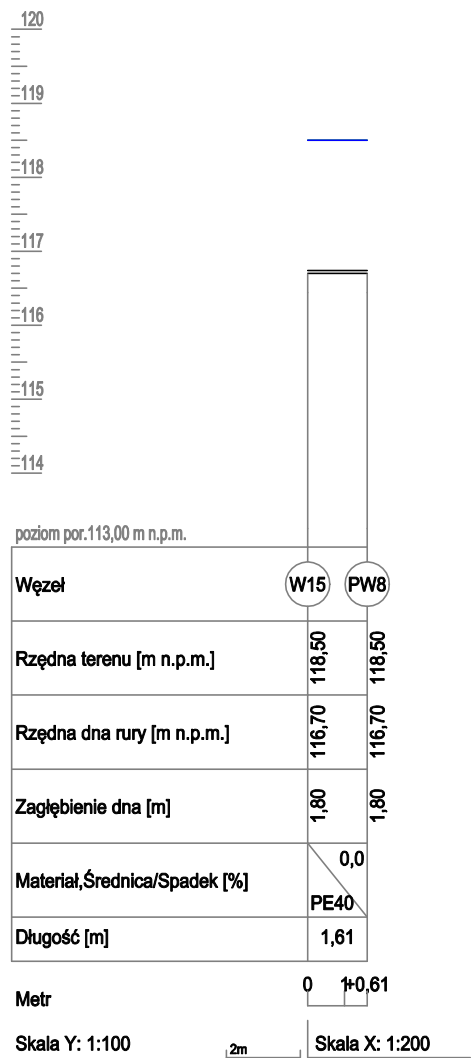 120
119
118
117
116
115
114
poziom por.113,00 m n.p.m.
Węzeł W15 PW8
Rzędna terenu [m n.p.m.] 118,50 118,50
Rzędna dna rury [m n.p.m.] 116,70 116,70
Zagłębienie dna [m] 1,80 1,80
0,0
Materiał,Średnica/Spadek [%]
PE40
Długość [m] 1,61
Metr 0 1+0,61
Skala Y: 1:100 2m Skala X: 1:200